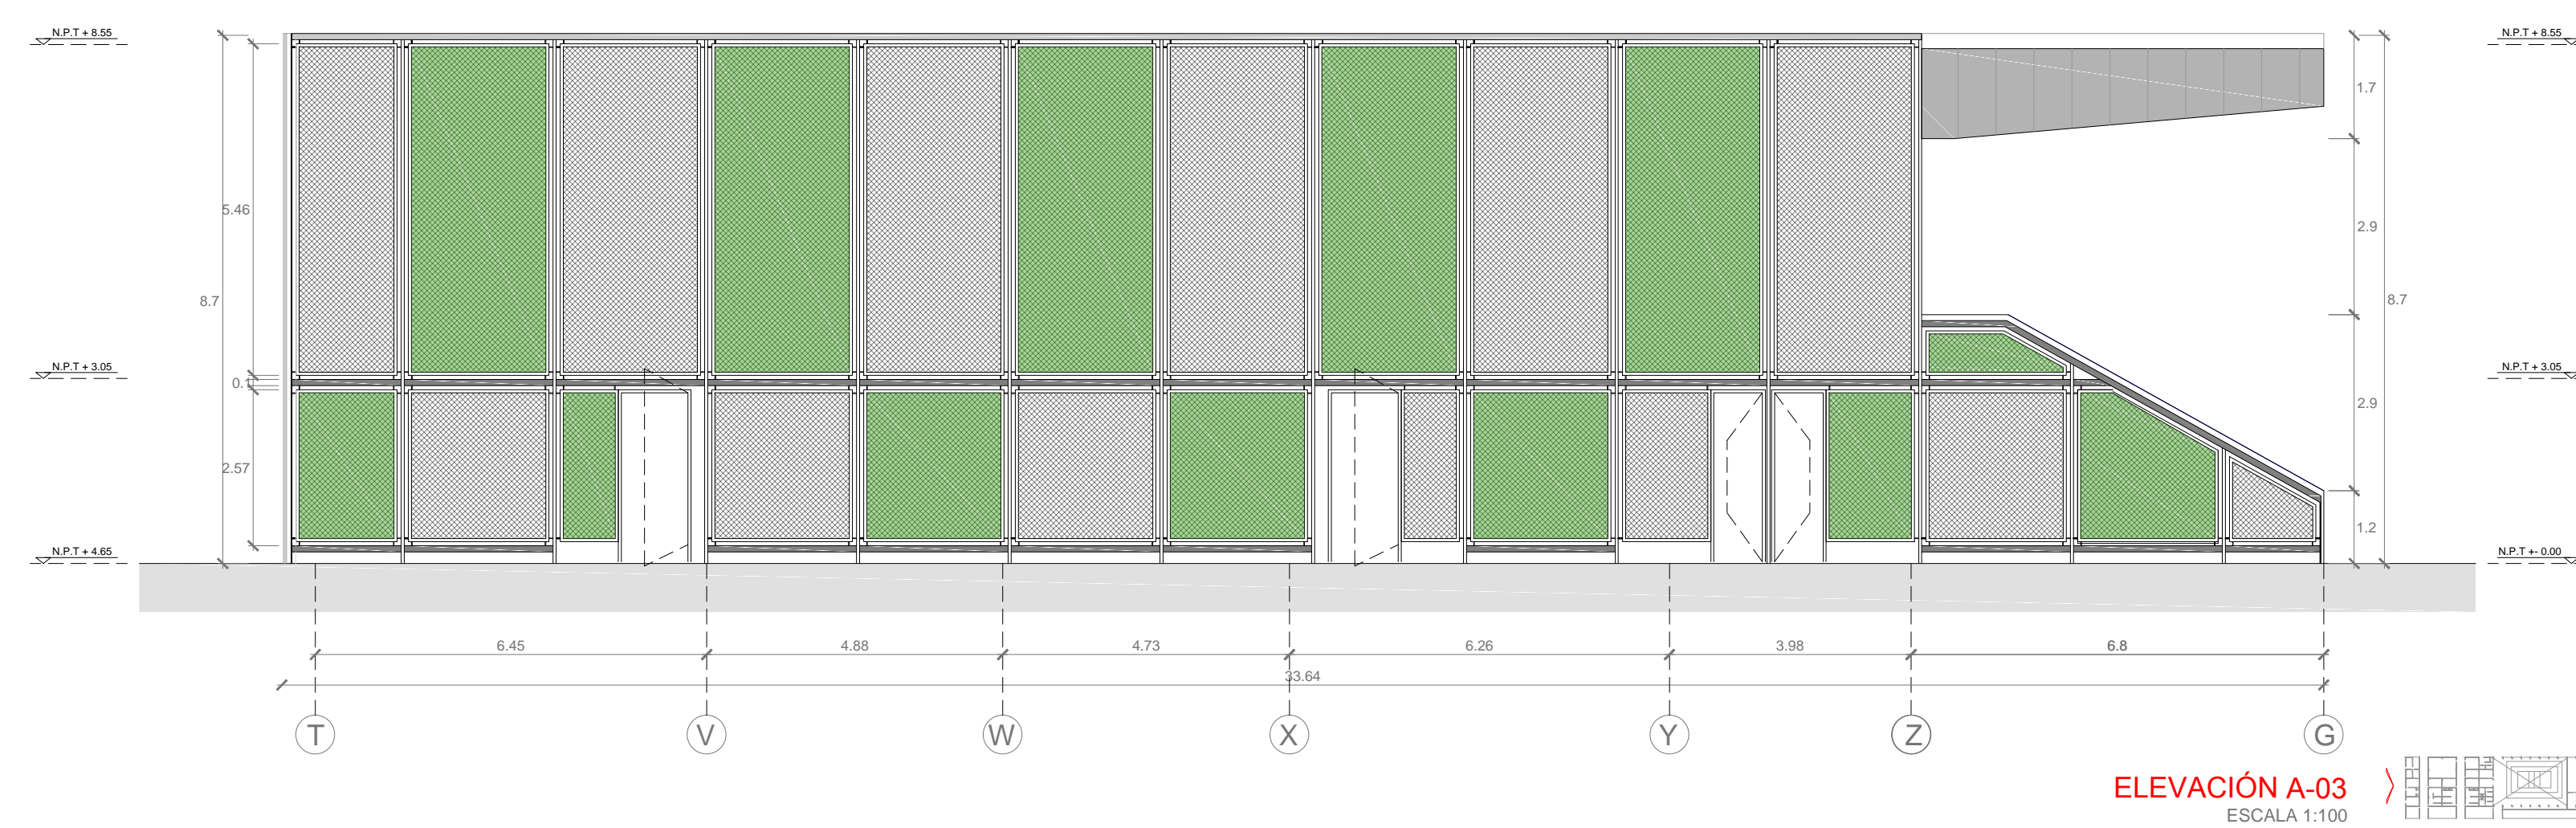 N.P.T + 8.55
N.P.T + 8.55
1.7
5.46
2.9
8.7
8.7
N.P.T + 3.05
N.P.T + 3.05
0.1
2.9
2.57
1.2
N.P.T + 4.65
N.P.T +- 0.00
6.45
4.88
4.73
6.26
3.98
6.8
33.64
T
V
W
X
Y
Z
G
ELEVACIÓN A-03
ESCALA 1:100